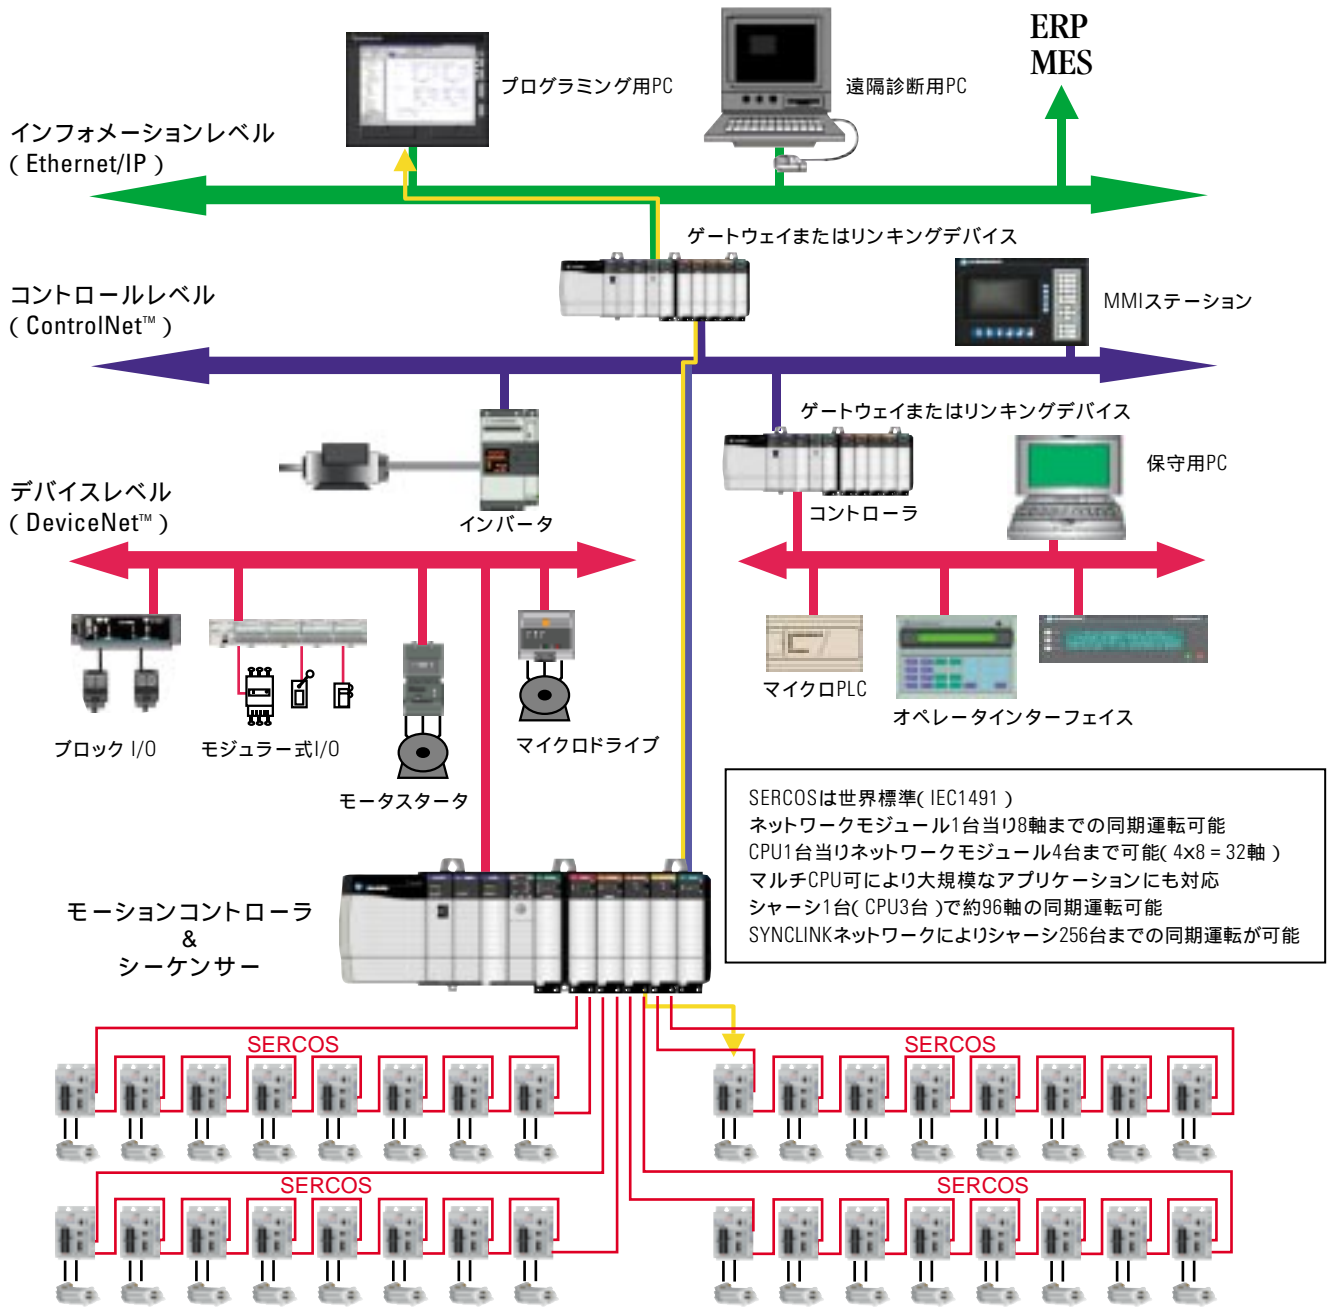 ERP
MES
プログラミング用PC
遠隔診断用PC
インフォメーションレベル
( Ethernet/IP )
ゲートウェイまたはリンキングデバイス
コントロールレベル
( ControlNet™ )
MMIステーション
ゲートウェイまたはリンキングデバイス
保守用PC
デバイスレベル
( DeviceNet™ )
インバータ
コントローラ
マイクロPLC
オペレータインターフェイス
ブロック I/O
モジュラー式I/O
マイクロドライブ
モータスタータ
SERCOSは世界標準( IEC1491 )
ネットワークモジュール1台当り8軸までの同期運転可能
CPU1台当りネットワークモジュール4台まで可能( 4x8 = 32軸 )
マルチCPU可により大規模なアプリケーションにも対応
シャーシ1台( CPU3台 )で約96軸の同期運転可能
SYNCLINKネットワークによりシャーシ256台までの同期運転が可能
モーションコントローラ
&
シーケンサー
SERCOS
SERCOS
SERCOS
SERCOS